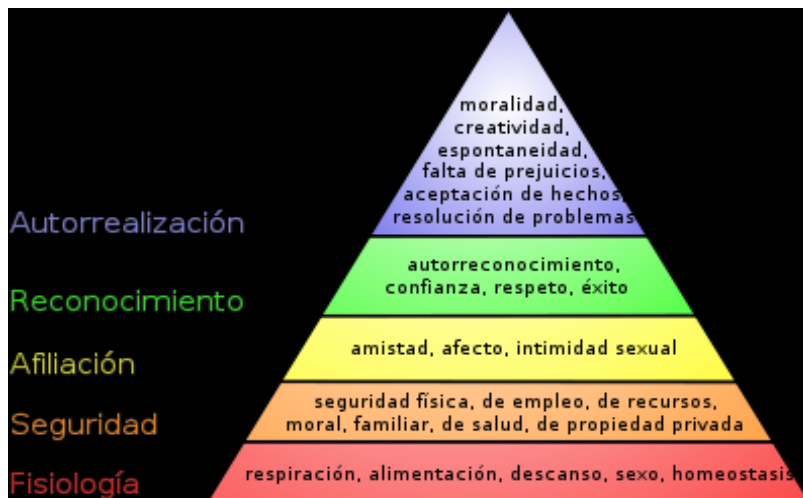 moralidad,
creatividad,
espontaneidad,
falta de prejuicios,
aceptación de hechos,
resolución de problemas
Autorrealización
autorreconocimiento,
confianza, respeto, éxito
Reconocimiento
amistad, afecto, intimidad sexual
Afiliación
seguridad física, de empleo, de recursos,
moral, familiar, de salud, de propiedad privada
Seguridad
respiración, alimentación, descanso, sexo, homeostasis
Fisiología